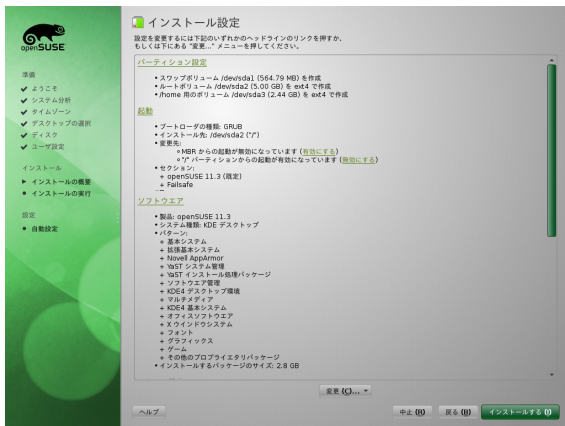 openSUSE
準備
ようこそ
システム分析
タイムゾーン
デスクトップの選択
ディスク
ユーザ設定
インストール
インストールの概要
インストールの実行
設定
自動設定
インストール設定
設定を変更するには下記のいずれかのヘッドラインのリンクを押すか、
もしくは下にある "変更..." メニューを押してください。
パーティション設定
• スワップボリューム /dev/sda1 (564.79 MB) を作成
• ルートボリューム /dev/sda2 (5.00 GB) を ext4 で作成
• /home 用のボリューム /dev/sda3 (2.44 GB) を ext4 で作成
起動
• ブートローダの種類: GRUB
• インストール先: /dev/sda2 ("/")
• 変更先:
MBR からの起動が無効になっています (有効にする)
"/" パーティションからの起動が有効になっています (無効にする)
• セクション:
+ openSUSE 11.3 (既定)
+ Failsafe
ソフトウエア
• 製品: openSUSE 11.3
• システム種類: KDE デスクトップ
• パターン:
+ 基本システム
+ 拡張基本システム
+ Novell AppArmor
+ YaST システム管理
+ YaST インストール処理パッケージ
+ ソフトウエア管理
+ KDE4 デスクトップ環境
+ マルチメディア
+ KDE4 基本システム
+ オフィスソフトウエア
+ X ウインドウシステム
+ フォント
+ グラフィックス
+ ゲーム
+ その他のプロプライエタリパッケージ
• インストールするパッケージのサイズ: 2.8 GB
変更 (C)...
ヘルプ
中止 (R)
戻る (B)
インストールする (I)